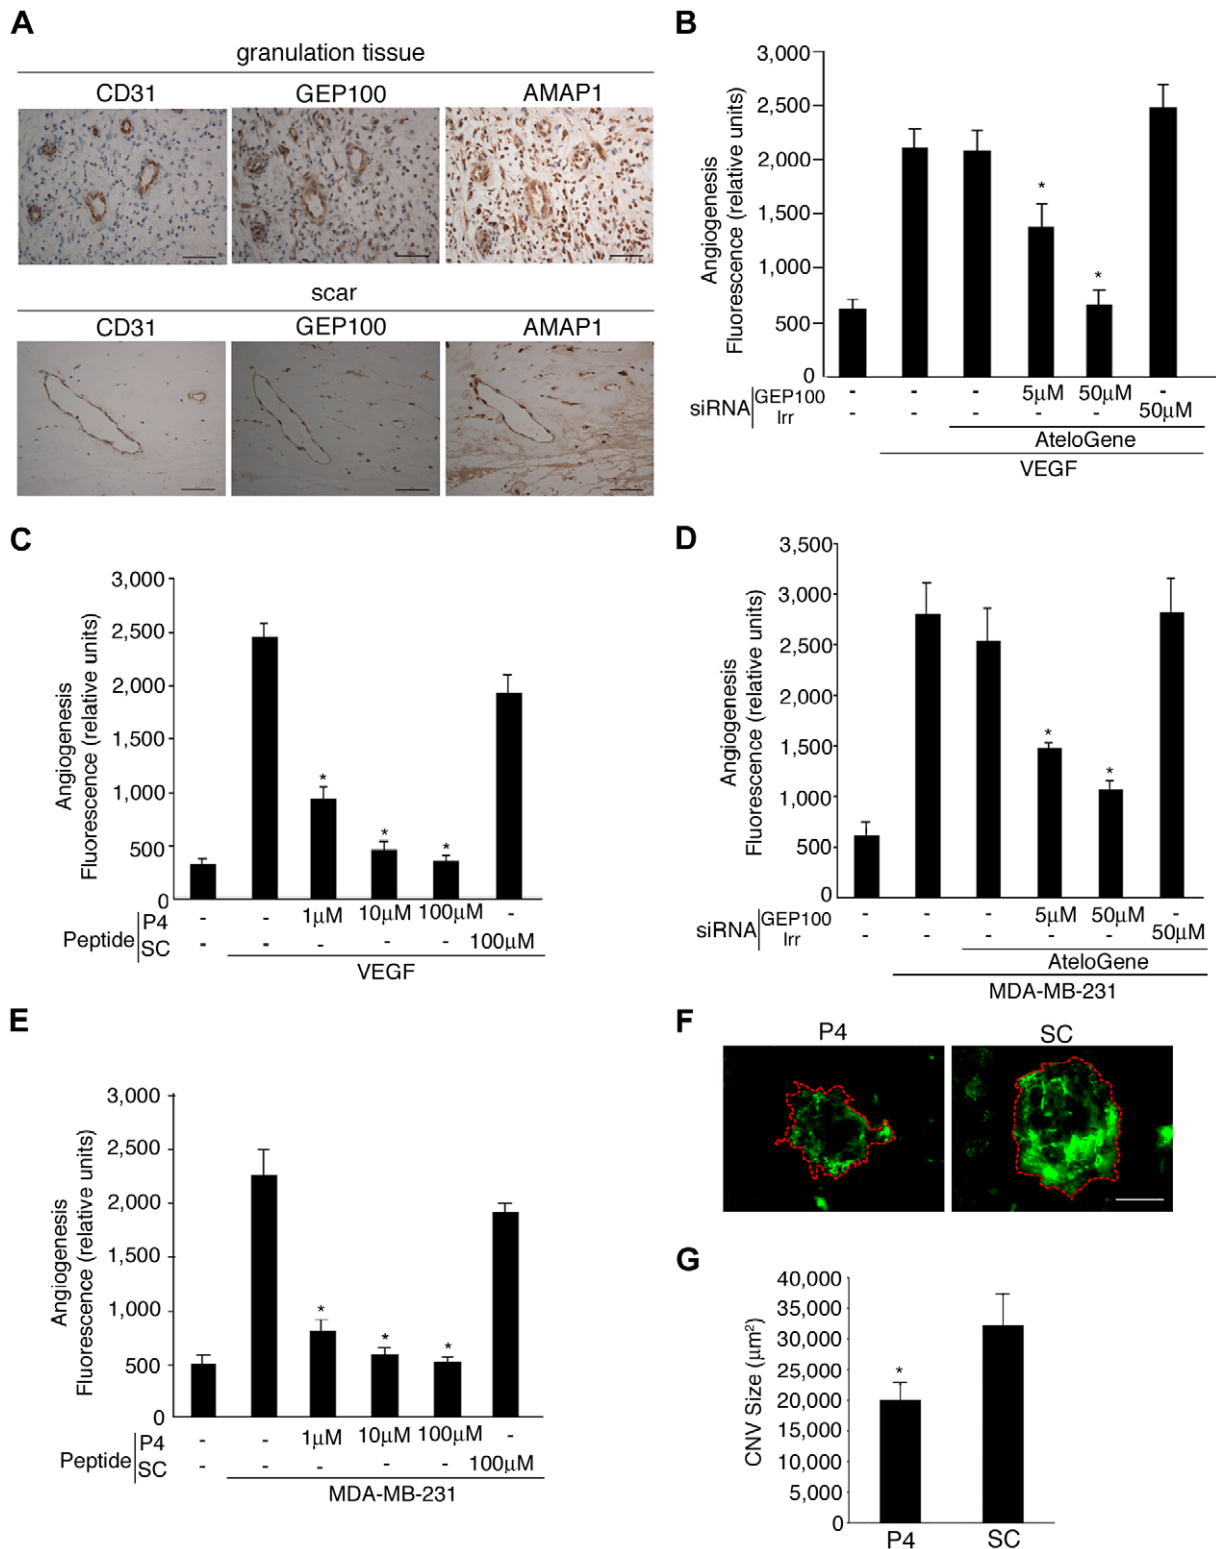 A
granulation tissue
CD31 GEP100 AMAP1
scar
CD31 GEP100 AMAP1
B
Angiogenesis
Fluorescence (relative units)
3,000
2,500
2,000
1,500
1,000
500
0
* *
siRNA GEP100 - - - 5μM 50μM -
Irr - - - - - 50μM
AteloGene
VEGF
C
Angiogenesis
Fluorescence (relative units)
3,000
2,500
2,000
1,500
1,000
500
0
* * *
Peptide P4 - - 1μM 10μM 100μM -
SC - - - - - 100μM
VEGF
D
Angiogenesis
Fluorescence (relative units)
3,500
3,000
2,500
2,000
1,500
1,000
500
0
* *
siRNA GEP100 - - - 5μM 50μM -
Irr - - - - - 50μM
AteloGene
MDA-MB-231
E
Angiogenesis
Fluorescence (relative units)
3,000
2,500
2,000
1,500
1,000
500
0
* * *
Peptide P4 - - 1μM 10μM 100μM -
SC - - - - - 100μM
MDA-MB-231
F
P4 SC
G
CNV Size (μm²)
40,000
35,000
30,000
25,000
20,000
15,000
10,000
5,000
0
*
P4 SC